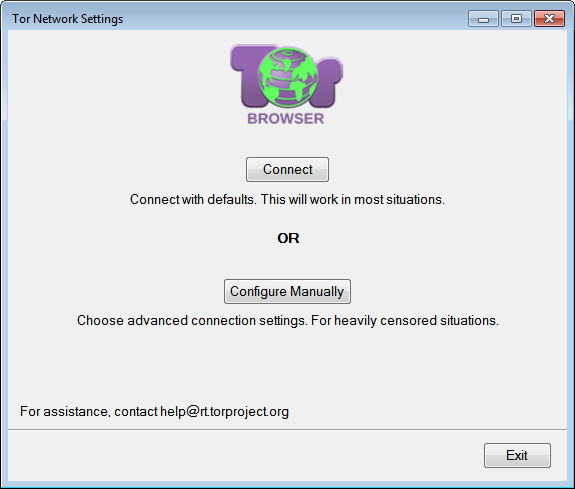 Tor Network Settings
Tor
BROWSER
Connect
Connect with defaults. This will work in most situations.
OR
Configure Manually
Choose advanced connection settings. For heavily censored situations.
For assistance, contact help@rt.torproject.org
Exit